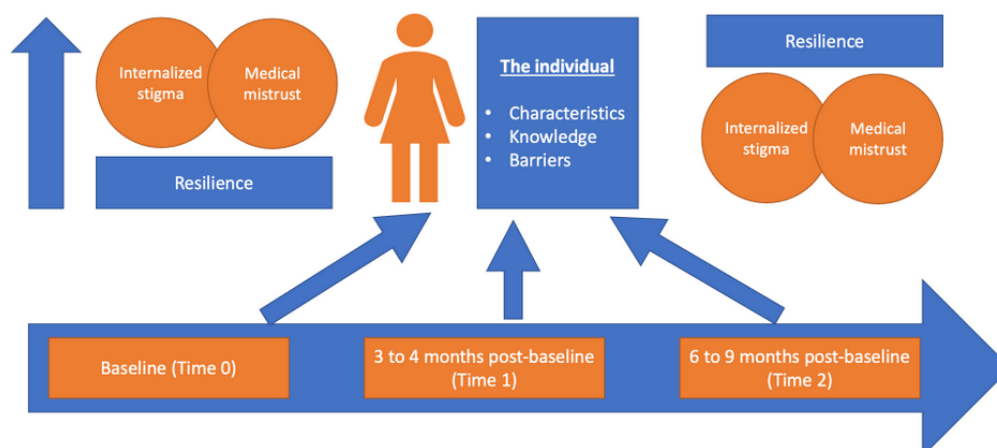 Internalized
stigma
Medical
mistrust
Resilience
The individual
• Characteristics
• Knowledge
• Barriers
Resilience
Internalized
stigma
Medical
mistrust
Baseline (Time 0)
3 to 4 months post-baseline
(Time 1)
6 to 9 months post-baseline
(Time 2)